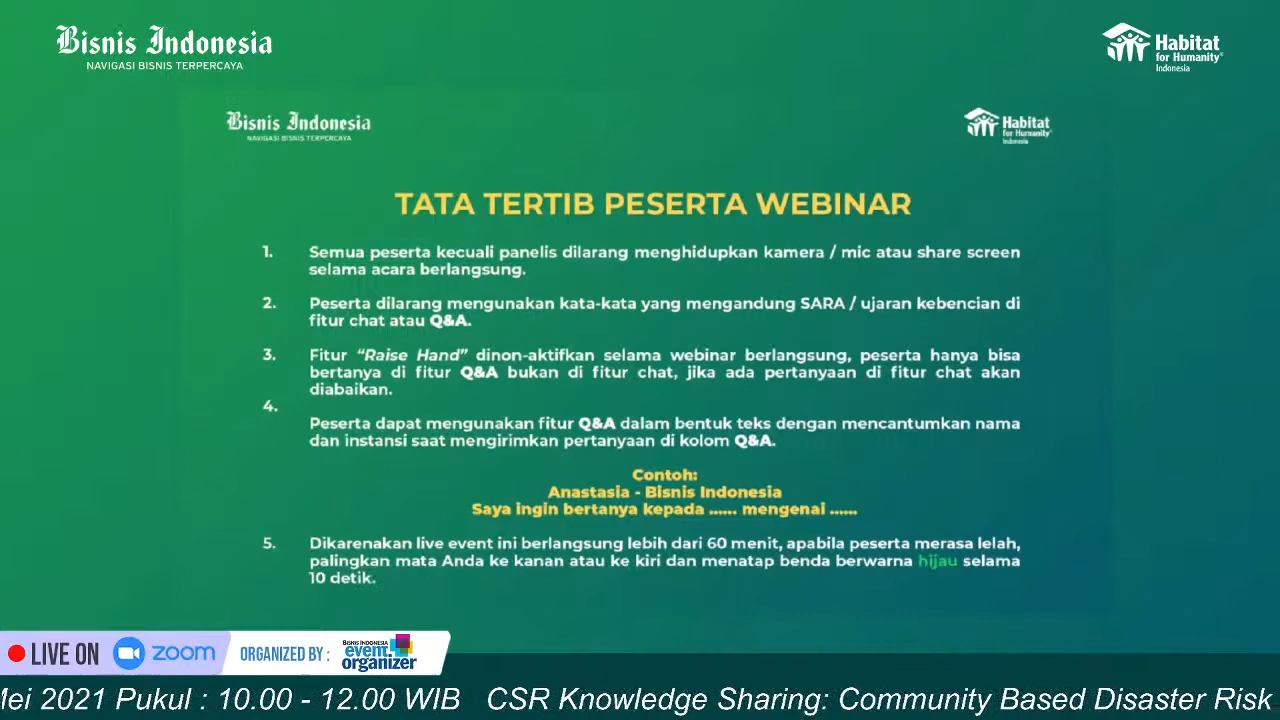 Bisnis Indonesia
NAVIGASI BISNIS TERPERCAYA
Habitat
for Humanity®
Indonesia
Bisnis Indonesia
NAVIGASI BISNIS TERPERCAYA
Habitat
for Humanity®
Indonesia
TATA TERTIB PESERTA WEBINAR
1. Semua peserta kecuali panelis dilarang menghidupkan kamera / mic atau share screen
selama acara berlangsung.
2. Peserta dilarang mengunakan kata-kata yang mengandung SARA / ujaran kebencian di
fitur chat atau Q&A.
3. Fitur “Raise Hand” dinon-aktifkan selama webinar berlangsung, peserta hanya bisa
bertanya di fitur Q&A bukan di fitur chat, jika ada pertanyaan di fitur chat akan
diabaikan.
4.
Peserta dapat mengunakan fitur Q&A dalam bentuk teks dengan mencantumkan nama
dan instansi saat mengirimkan pertanyaan di kolom Q&A.
Contoh:
Anastasia - Bisnis Indonesia
Saya ingin bertanya kepada ...... mengenai ......
5. Dikarenakan live event ini berlangsung lebih dari 60 menit, apabila peserta merasa lelah,
palingkan mata Anda ke kanan atau ke kiri dan menatap benda berwarna hijau selama
10 detik.
LIVE ON zoom ORGANIZED BY :
BISNIS INDONESIA
event
organizer
Mei 2021 Pukul : 10.00 - 12.00 WIB CSR Knowledge Sharing: Community Based Disaster Risk